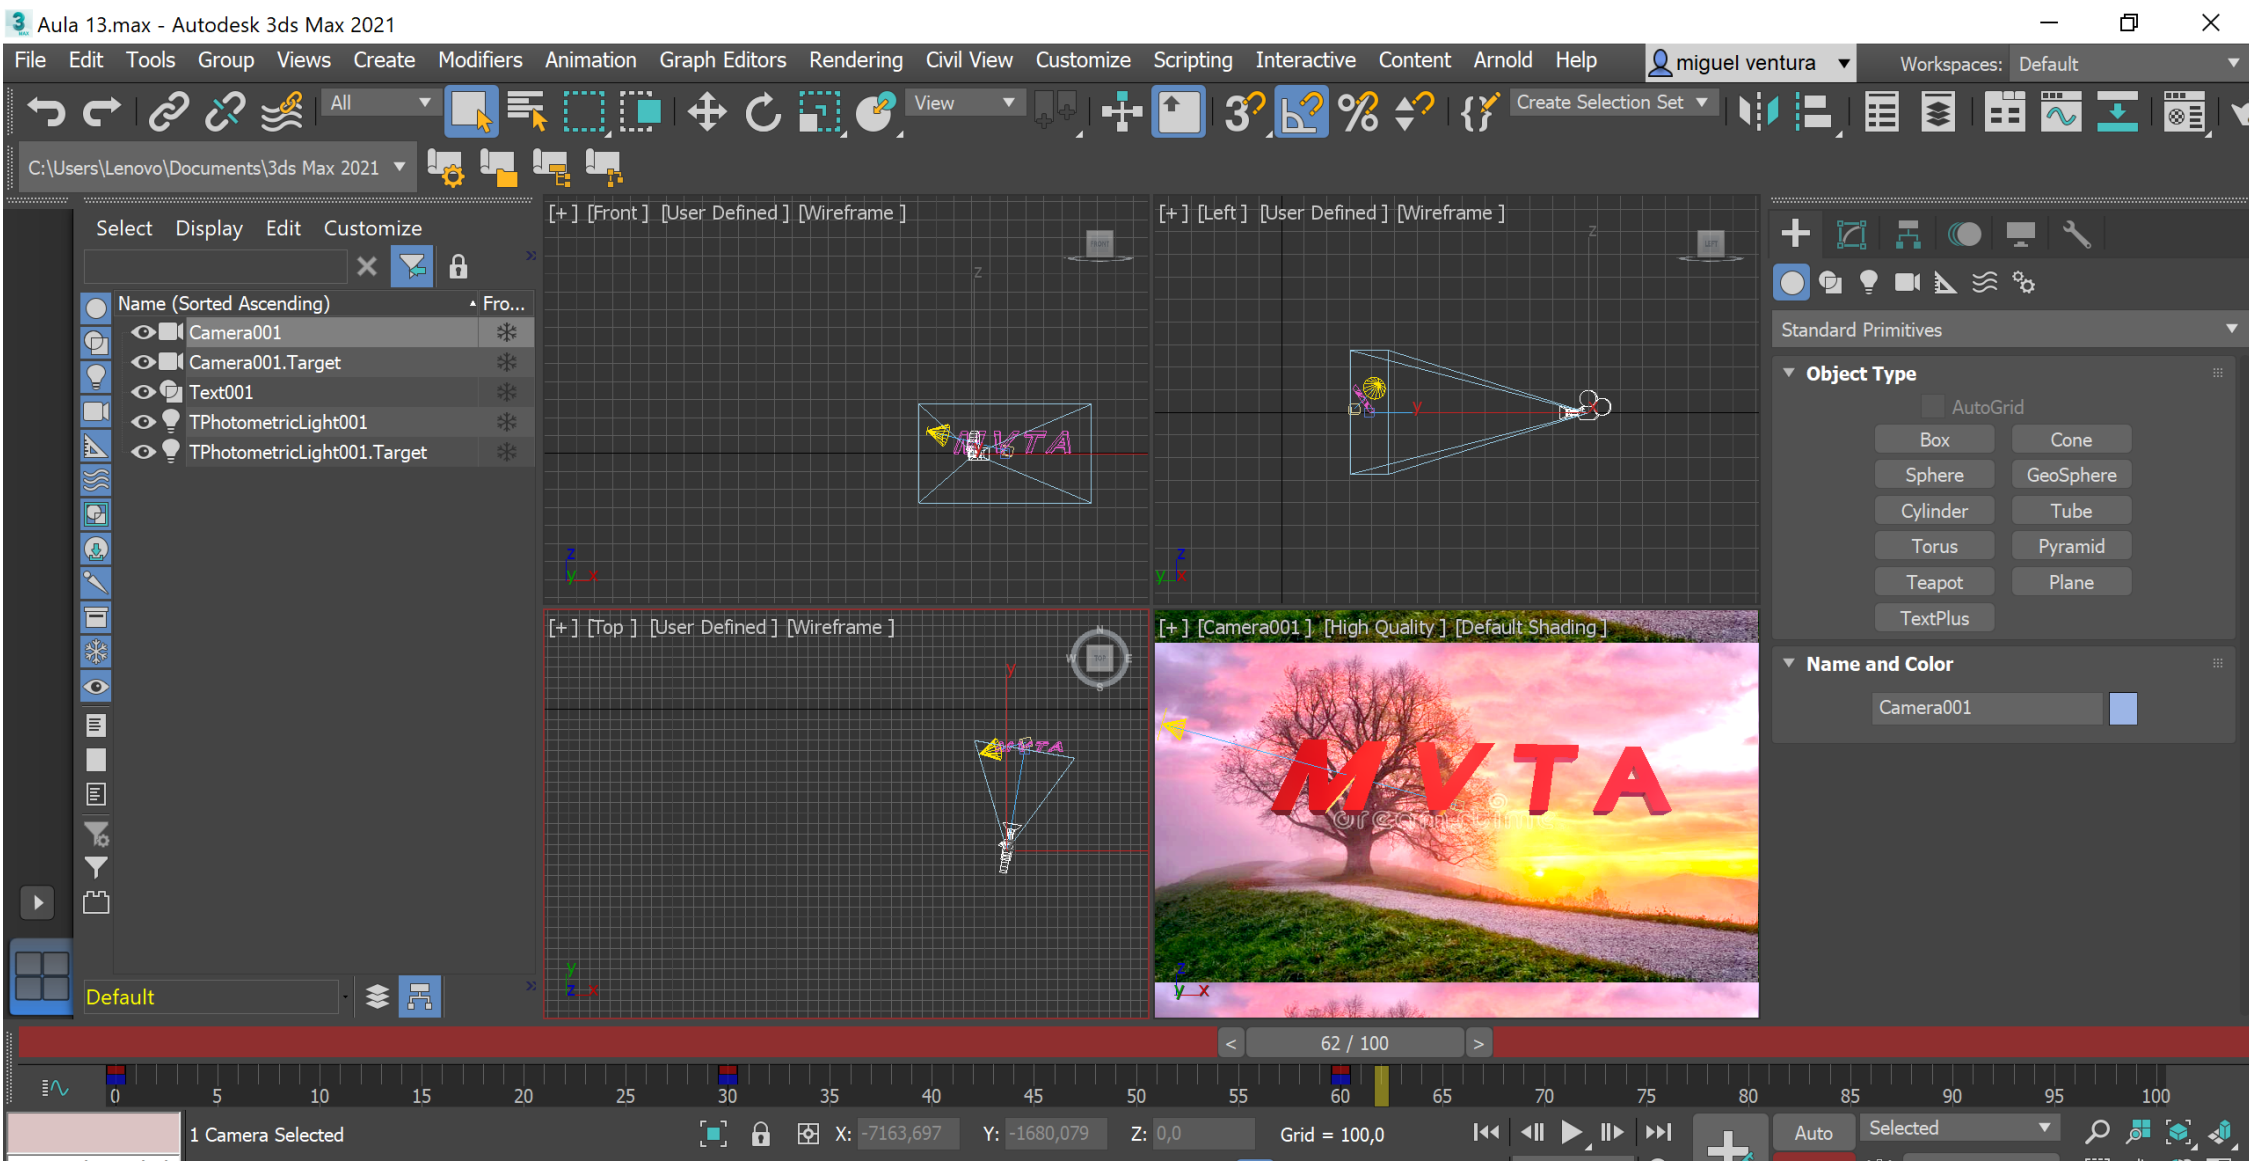 Aula 13.max - Autodesk 3ds Max 2021
File Edit Tools Group Views Create Modifiers Animation Graph Editors Rendering Civil View Customize Scripting Interactive Content Arnold Help miguel ventura Workspaces: Default
All View Create Selection Set
C:\Users\Lenovo\Documents\3ds Max 2021
Select Display Edit Customize
Name (Sorted Ascending) Fro...
Camera001
Camera001.Target
Text001
TPhotometricLight001
TPhotometricLight001.Target
Default
[+] [Front] [User Defined] [Wireframe]
FRONT
z
MVTA
z
y x
[+] [Left] [User Defined] [Wireframe]
LEFT
z
y
z
y x
[+] [Top] [User Defined] [Wireframe]
N
W TOP E
S
y
MVTA
y
z x
[+] [Camera001] [High Quality] [Default Shading]
MVTA
dreamstime
z
y x
Standard Primitives
Object Type
AutoGrid
Box Cone
Sphere GeoSphere
Cylinder Tube
Torus Pyramid
Teapot Plane
TextPlus
Name and Color
Camera001
< 62 / 100 >
0 5 10 15 20 25 30 35 40 45 50 55 60 65 70 75 80 85 90 95 100
1 Camera Selected X: -7163,697 Y: -1680,079 Z: 0,0 Grid = 100,0 Auto Selected